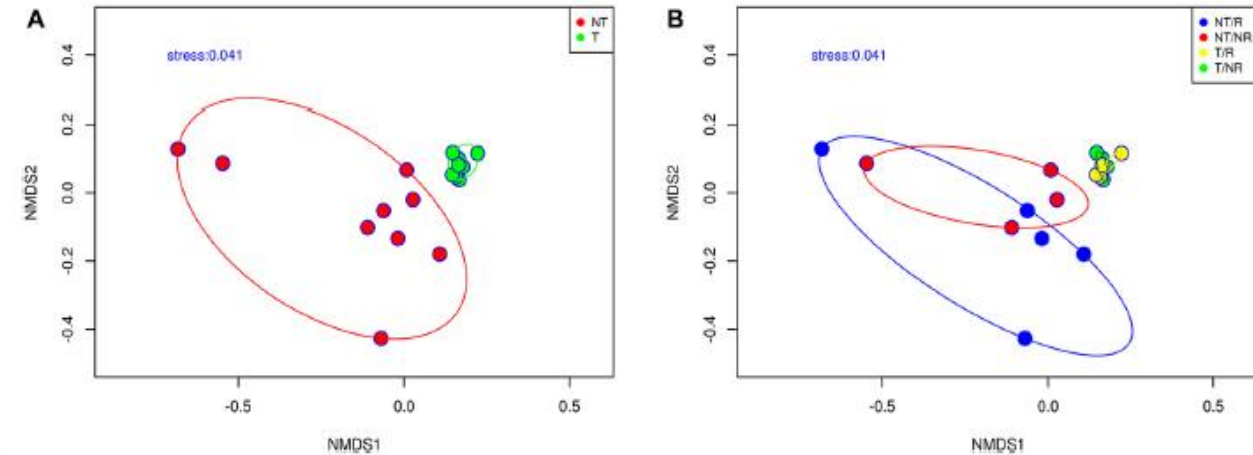 A
NT
T
stress:0.041
0.4
0.2
0.0
-0.2
-0.4
NMDS2
-0.5
0.0
0.5
NMDS1
B
NT/R
NT/NR
T/R
T/NR
stress:0.041
0.4
0.2
0.0
-0.2
-0.4
NMDS2
-0.5
0.0
0.5
NMDS1